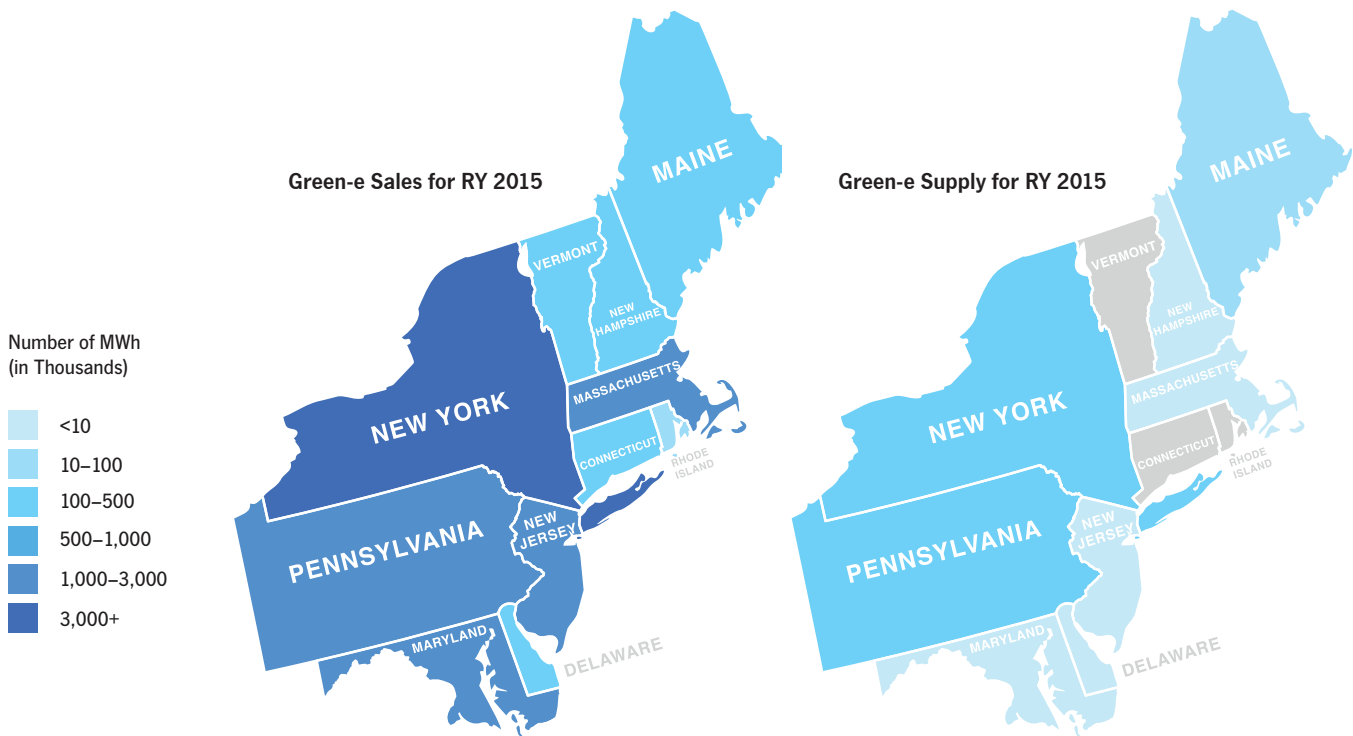 Green-e Sales for RY 2015
Number of MWh
(in Thousands)
<10
10–100
100–500
500–1,000
1,000–3,000
3,000+
MAINE
VERMONT
NEW
HAMPSHIRE
MASSACHUSETTS
NEW YORK
CONNECTICUT
RHODE
ISLAND
PENNSYLVANIA
NEW
JERSEY
MARYLAND
DELAWARE
Green-e Supply for RY 2015
MAINE
VERMONT
NEW
HAMPSHIRE
MASSACHUSETTS
NEW YORK
CONNECTICUT
RHODE
ISLAND
PENNSYLVANIA
NEW
JERSEY
MARYLAND
DELAWARE